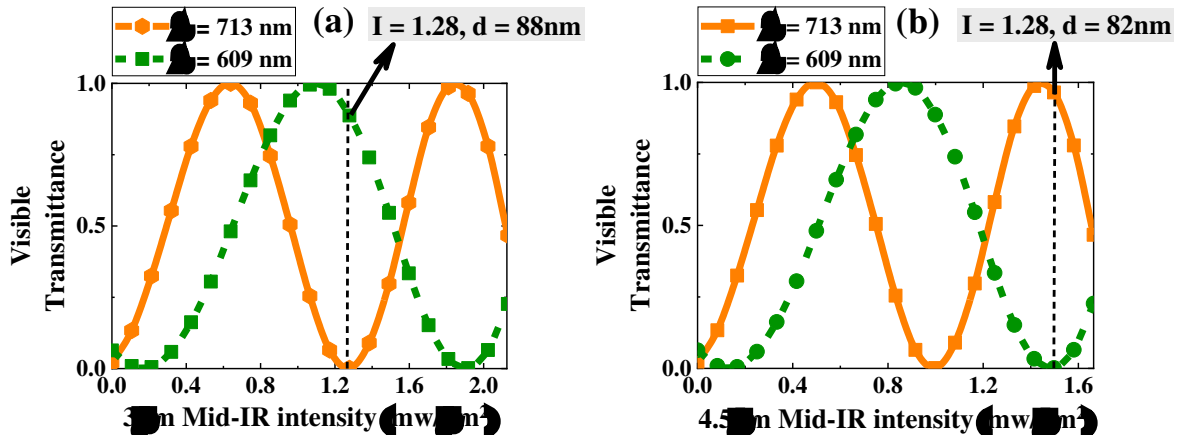 (a) I = 1.28, d = 88nm
= 713 nm
= 609 nm
Visible
Transmittance
1.0
0.5
0.0
0.0 0.4 0.8 1.2 1.6 2.0
Mid-IR intensity
(b) I = 1.28, d = 82nm
= 713 nm
= 609 nm
Visible
Transmittance
1.0
0.5
0.0
0.0 0.4 0.8 1.2 1.6
Mid-IR intensity